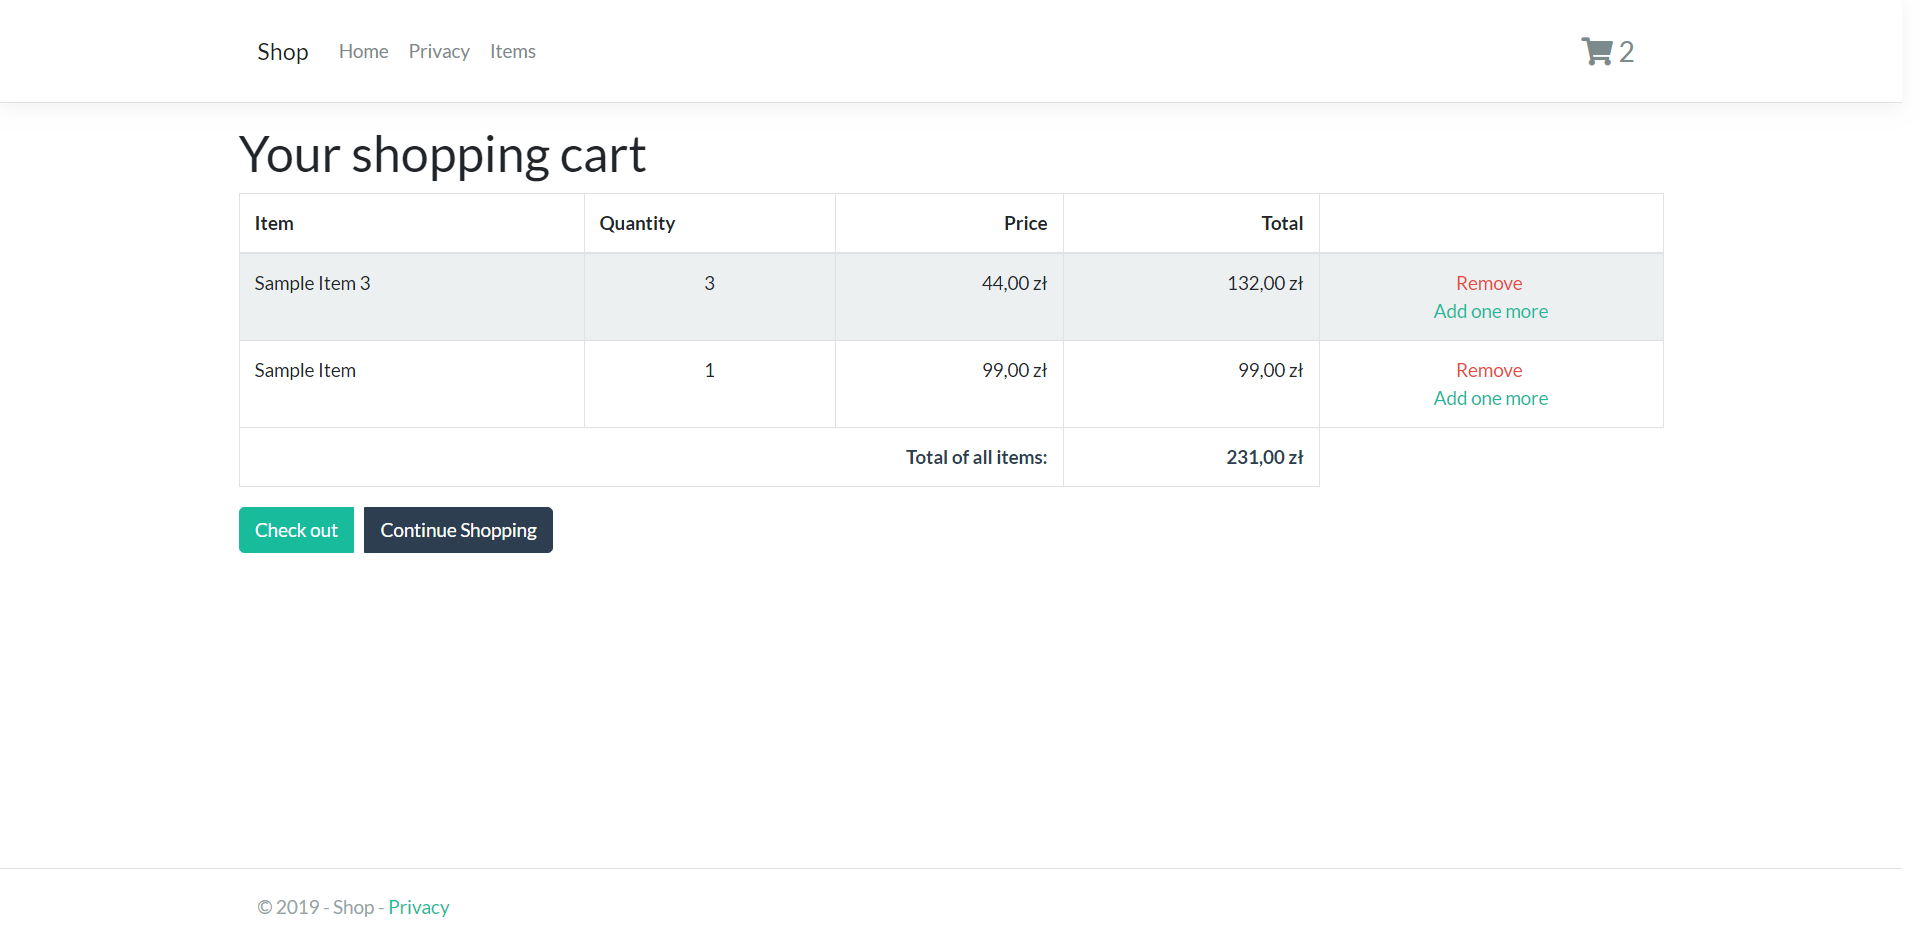 Shop Home Privacy Items 2
Your shopping cart
Item Quantity Price Total
Sample Item 3 3 44,00 zł 132,00 zł Remove
Add one more
Sample Item 1 99,00 zł 99,00 zł Remove
Add one more
Total of all items: 231,00 zł
Check out Continue Shopping
© 2019 - Shop - Privacy